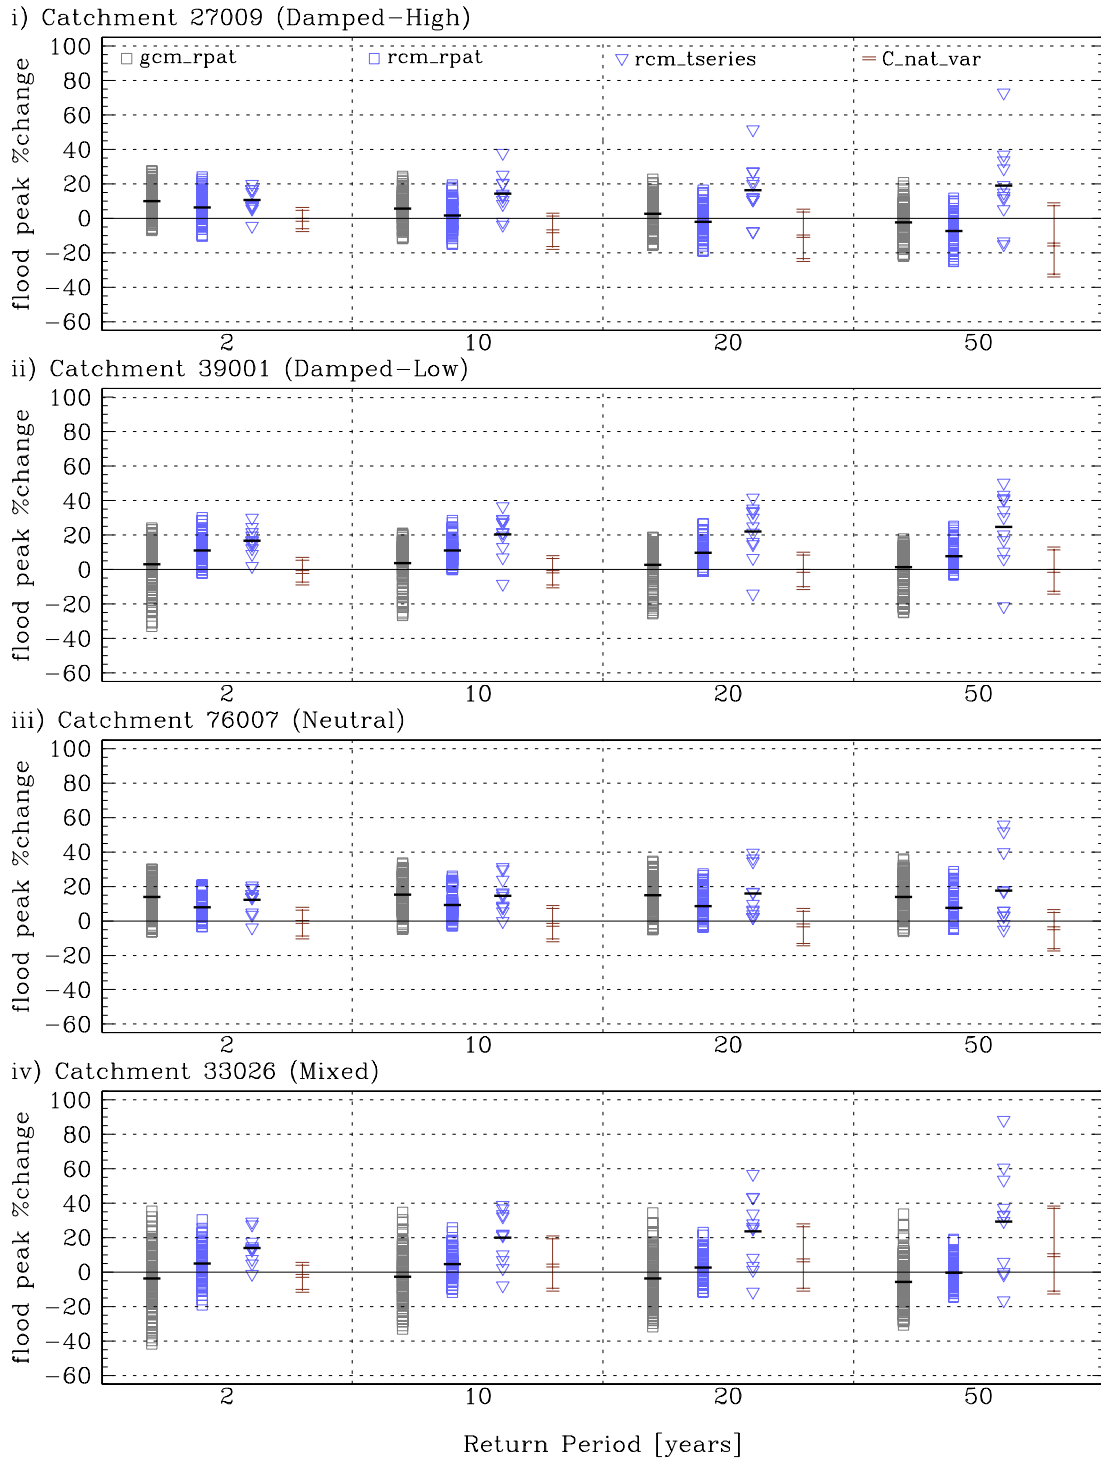 i) Catchment 27009 (Damped-High)
gcm_rpat rcm_rpat rcm_tseries C_nat_var
flood peak %change
100
80
60
40
20
0
-20
-40
-60
2 10 20 50
ii) Catchment 39001 (Damped-Low)
flood peak %change
100
80
60
40
20
0
-20
-40
-60
2 10 20 50
iii) Catchment 76007 (Neutral)
flood peak %change
100
80
60
40
20
0
-20
-40
-60
2 10 20 50
iv) Catchment 33026 (Mixed)
flood peak %change
100
80
60
40
20
0
-20
-40
-60
2 10 20 50
Return Period [years]